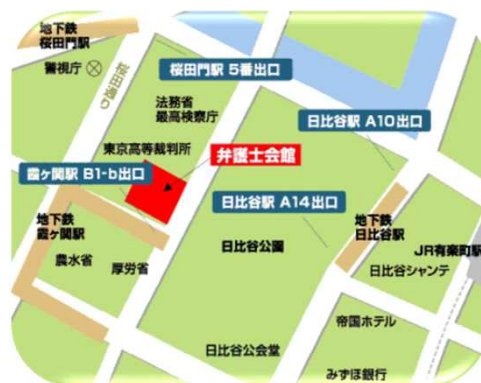 地下鉄
桜田門駅
警視庁
桜田通り
桜田門駅 5番出口
法務省
最高検察庁
日比谷駅 A10出口
東京高等裁判所
弁護士会館
霞ヶ関駅 B1-b出口
日比谷駅 A14出口
地下鉄
霞ヶ関駅
地下鉄
日比谷駅
日比谷公園
JR有楽町駅
農水省
厚労省
日比谷シャンテ
帝国ホテル
日比谷公会堂
みずほ銀行